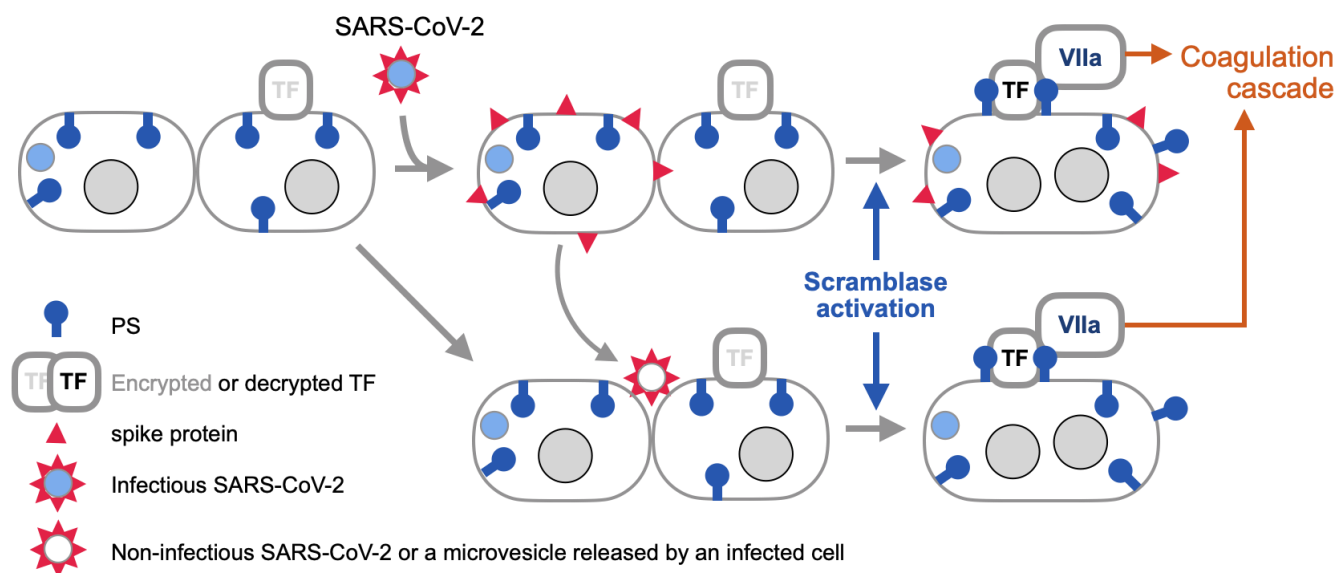 SARS-CoV-2
TF
TF
TF
VIIa
Coagulation
cascade
Scramblase
activation
TF
TF
VIIa
PS
TF TF
Encrypted or decrypted TF
spike protein
Infectious SARS-CoV-2
Non-infectious SARS-CoV-2 or a microvesicle released by an infected cell